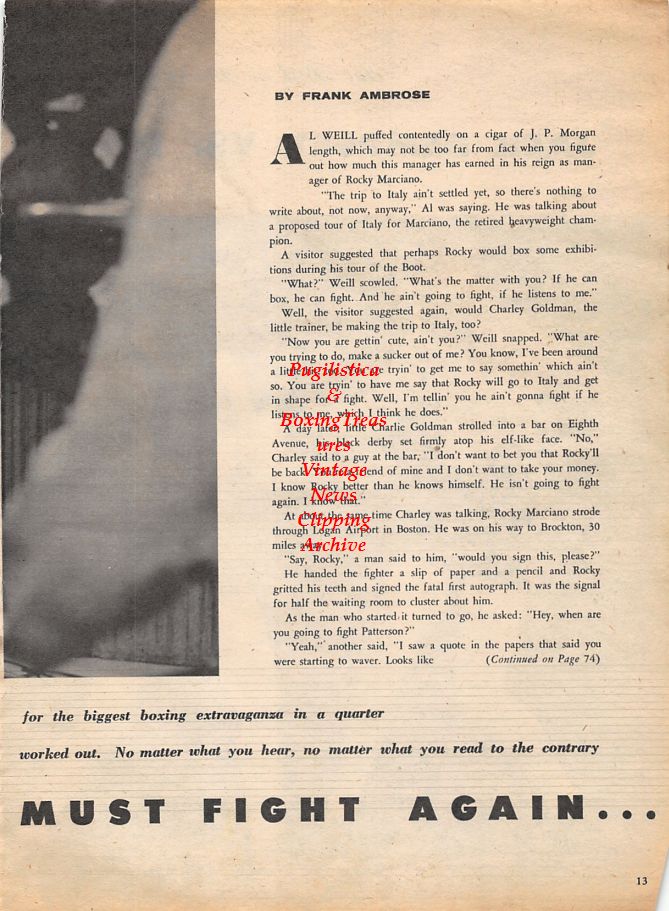 BY FRANK AMBROSE
AL WEILL puffed contentedly on a cigar of J. P. Morgan
length, which may not be too far from fact when you figure
out how much this manager has earned in his reign as man-
ager of Rocky Marciano.
"The trip to Italy ain't settled yet, so there's nothing to
write about, not now, anyway," Al was saying. He was talking about
a proposed tour of Italy for Marciano, the retired heavyweight cham-
pion.
A visitor suggested that perhaps Rocky would box some exhibi-
tions during his tour of the Boot.
"What?" Weill scowled. "What's the matter with you? If he can
box, he can fight. And he ain't going to fight, if he listens to me."
Well, the visitor suggested again, would Charley Goldman, the
little trainer, be making the trip to Italy, too?
"Now you are gettin' cute, ain't you?" Weill snapped. "What are
you trying to do, make a sucker out of me? You know, I've been around
a little tryin' to get me to say somethin' which ain't
so. You are tryin' to have me say that Rocky will go to Italy and get
in shape for a fight. Well, I'm tellin' you he ain't gonna fight if he
listens to me, which I think he does."
A day later, little Charlie Goldman strolled into a bar on Eighth
Avenue, his black derby set firmly atop his elf-like face. "No,"
Charley said to a guy at the bar, "I don't want to bet you that Rocky'll
be back. friend of mine and I don't want to take your money.
I know Rocky better than he knows himself. He isn't going to fight
again. I know that."
At about the same time Charley was talking, Rocky Marciano strode
through Logan Airport in Boston. He was on his way to Brockton, 30
miles away.
"Say, Rocky," a man said to him, "would you sign this, please?"
He handed the fighter a slip of paper and a pencil and Rocky
gritted his teeth and signed the fatal first autograph. It was the signal
for half the waiting room to cluster about him.
As the man who started it turned to go, he asked: "Hey, when are
you going to fight Patterson?"
"Yeah," another said, "I saw a quote in the papers that said you
were starting to waver. Looks like (Continued on Page 74)
Pugilistica
&
BoxingTreas
ures
Vintage
News
Clipping
Archive
for the biggest boxing extravaganza in a quarter
worked out. No matter what you hear, no matter what you read to the contrary
MUST FIGHT AGAIN...
13